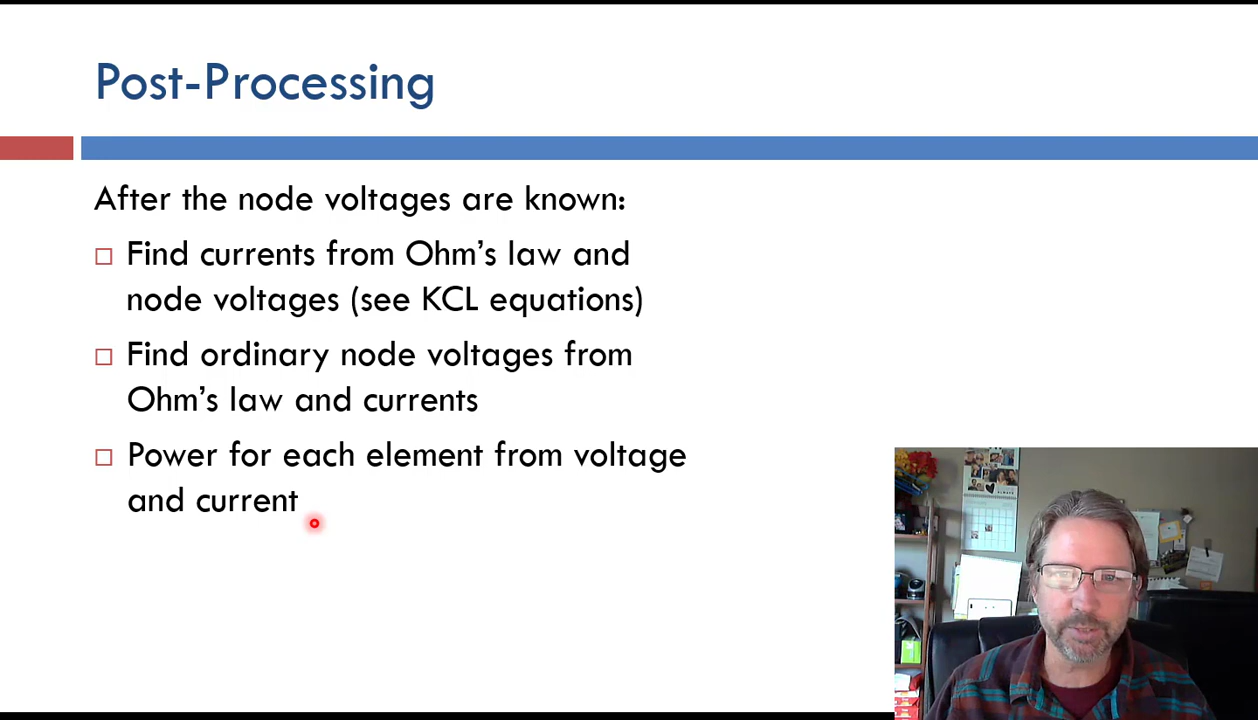 Post-Processing
After the node voltages are known:
Find currents from Ohm's law and
node voltages (see KCL equations)
Find ordinary node voltages from
Ohm's law and currents
Power for each element from voltage
and current